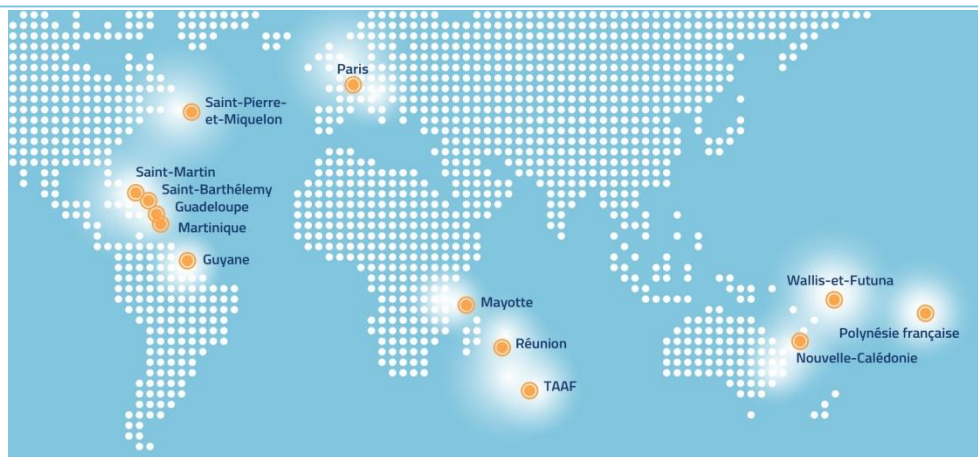 Paris
Saint-Pierre-
et-Miquelon
Saint-Martin
Saint-Barthélemy
Guadeloupe
Martinique
Guyane
Mayotte
Réunion
TAAF
Wallis-et-Futuna
Polynésie française
Nouvelle-Calédonie